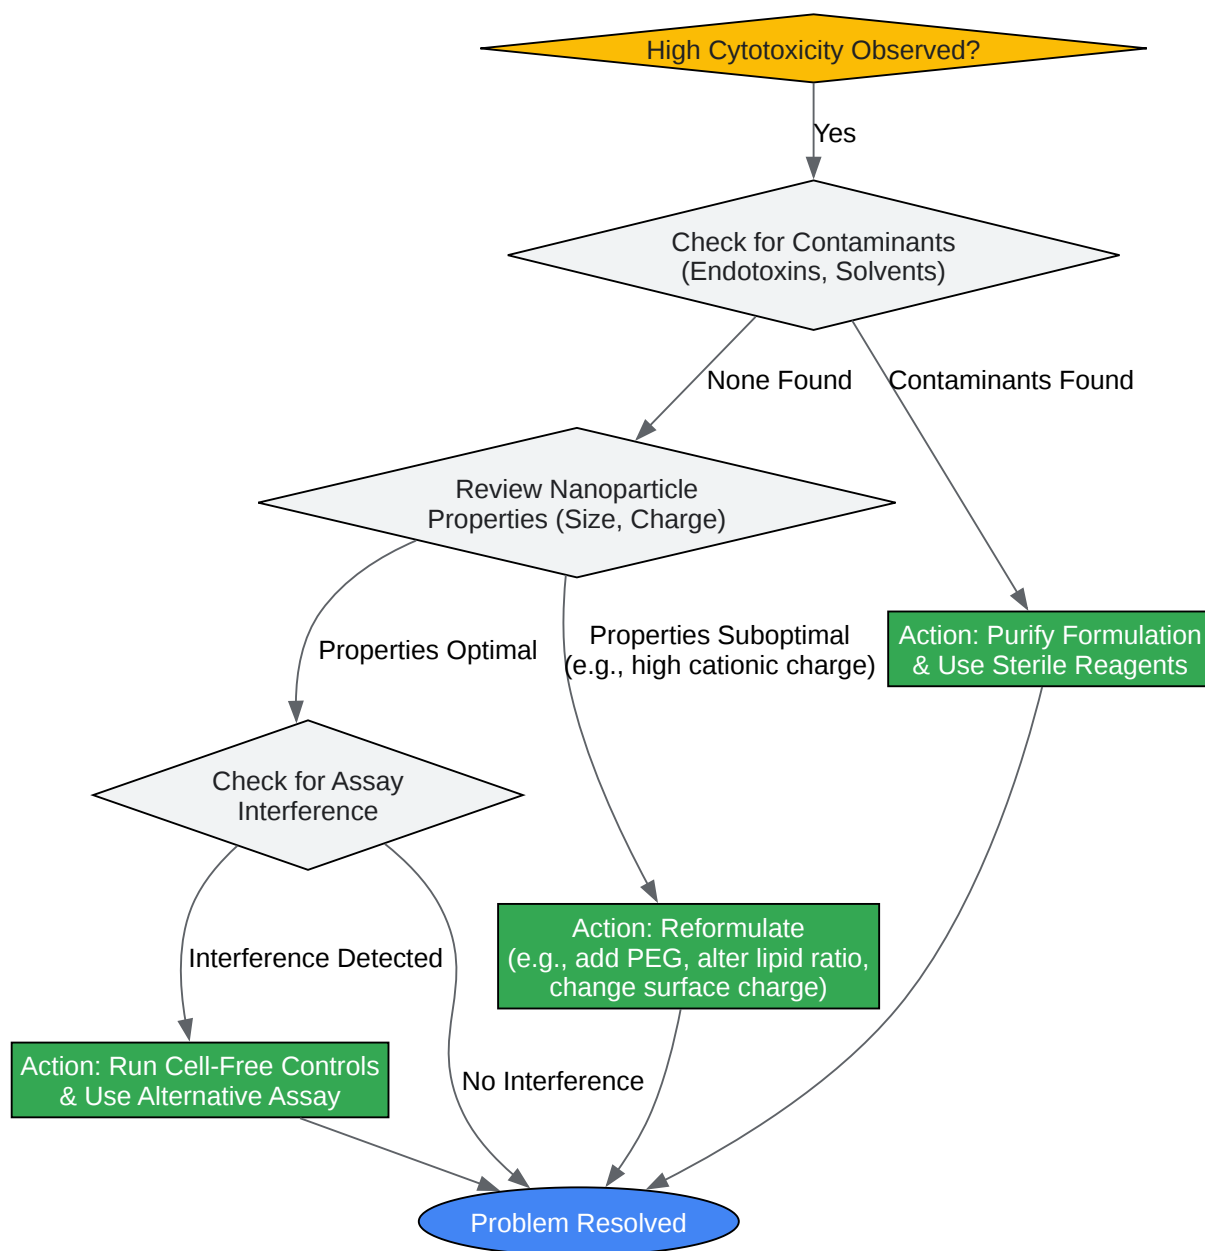 High Cytotoxicity Observed?
Yes
Check for Contaminants
(Endotoxins, Solvents)
None Found
Contaminants Found
Review Nanoparticle
Properties (Size, Charge)
Properties Optimal
Properties Suboptimal
(e.g., high cationic charge)
Action: Purify Formulation
& Use Sterile Reagents
Check for Assay
Interference
Interference Detected
Action: Reformulate
(e.g., add PEG, alter lipid ratio,
change surface charge)
Action: Run Cell-Free Controls
& Use Alternative Assay
No Interference
Problem Resolved